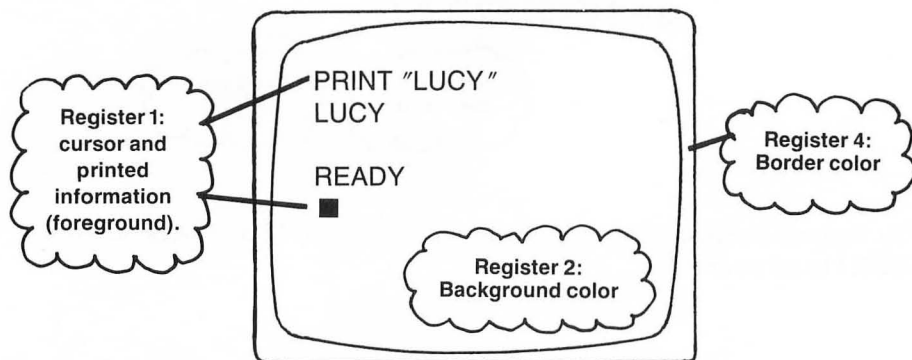 PRINT "LUCY"
LUCY
READY
Register 1:
cursor and
printed
information
(foreground).
Register 4:
Border color
Register 2:
Background color